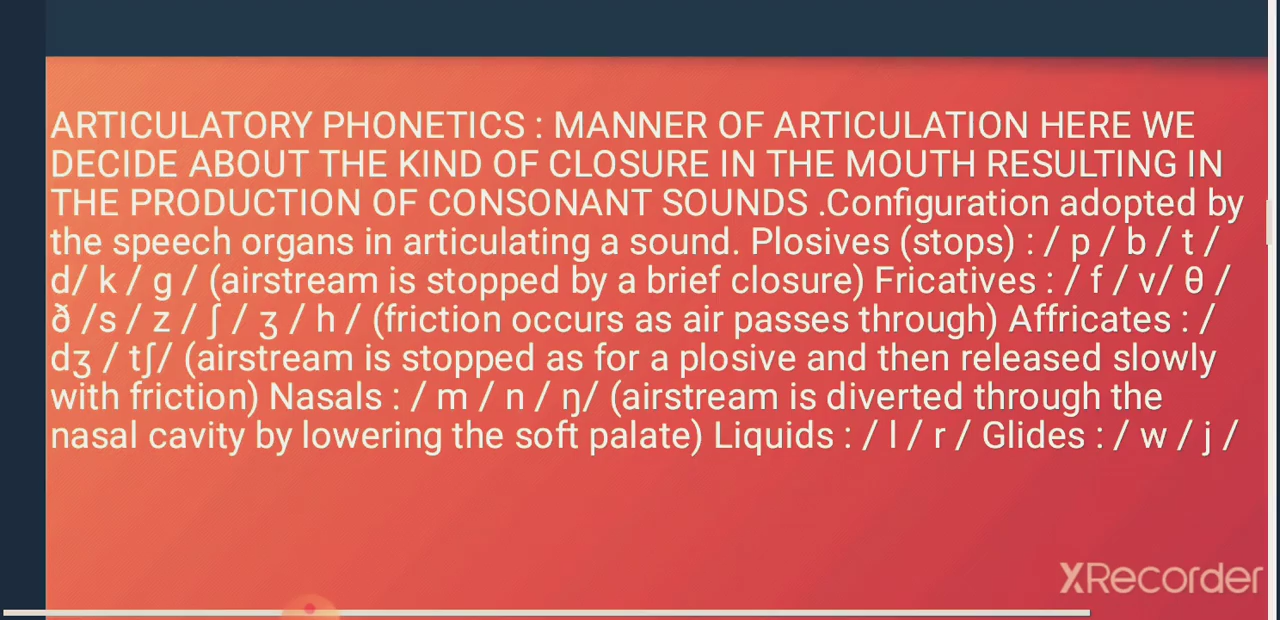 ARTICULATORY PHONETICS : MANNER OF ARTICULATION HERE WE
DECIDE ABOUT THE KIND OF CLOSURE IN THE MOUTH RESULTING IN
THE PRODUCTION OF CONSONANT SOUNDS .Configuration adopted by
the speech organs in articulating a sound. Plosives (stops) : / p / b / t /
d/ k / g / (airstream is stopped by a brief closure) Fricatives : / f / v/ θ /
ð /s / z / ʃ / ʒ / h / (friction occurs as air passes through) Affricates : /
dʒ / tʃ/ (airstream is stopped as for a plosive and then released slowly
with friction) Nasals : / m / n / ŋ/ (airstream is diverted through the
nasal cavity by lowering the soft palate) Liquids : / l / r / Glides : / w / j /
XRecorder